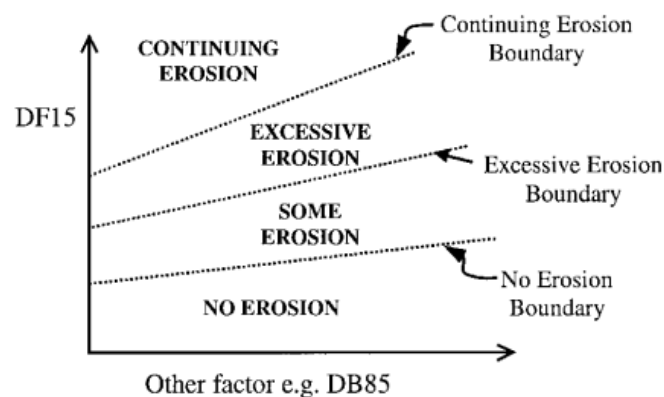 CONTINUING
EROSION
Continuing Erosion
Boundary
DF15
EXCESSIVE
EROSION
Excessive Erosion
Boundary
SOME
EROSION
No Erosion
Boundary
NO EROSION
Other factor e.g. DB85